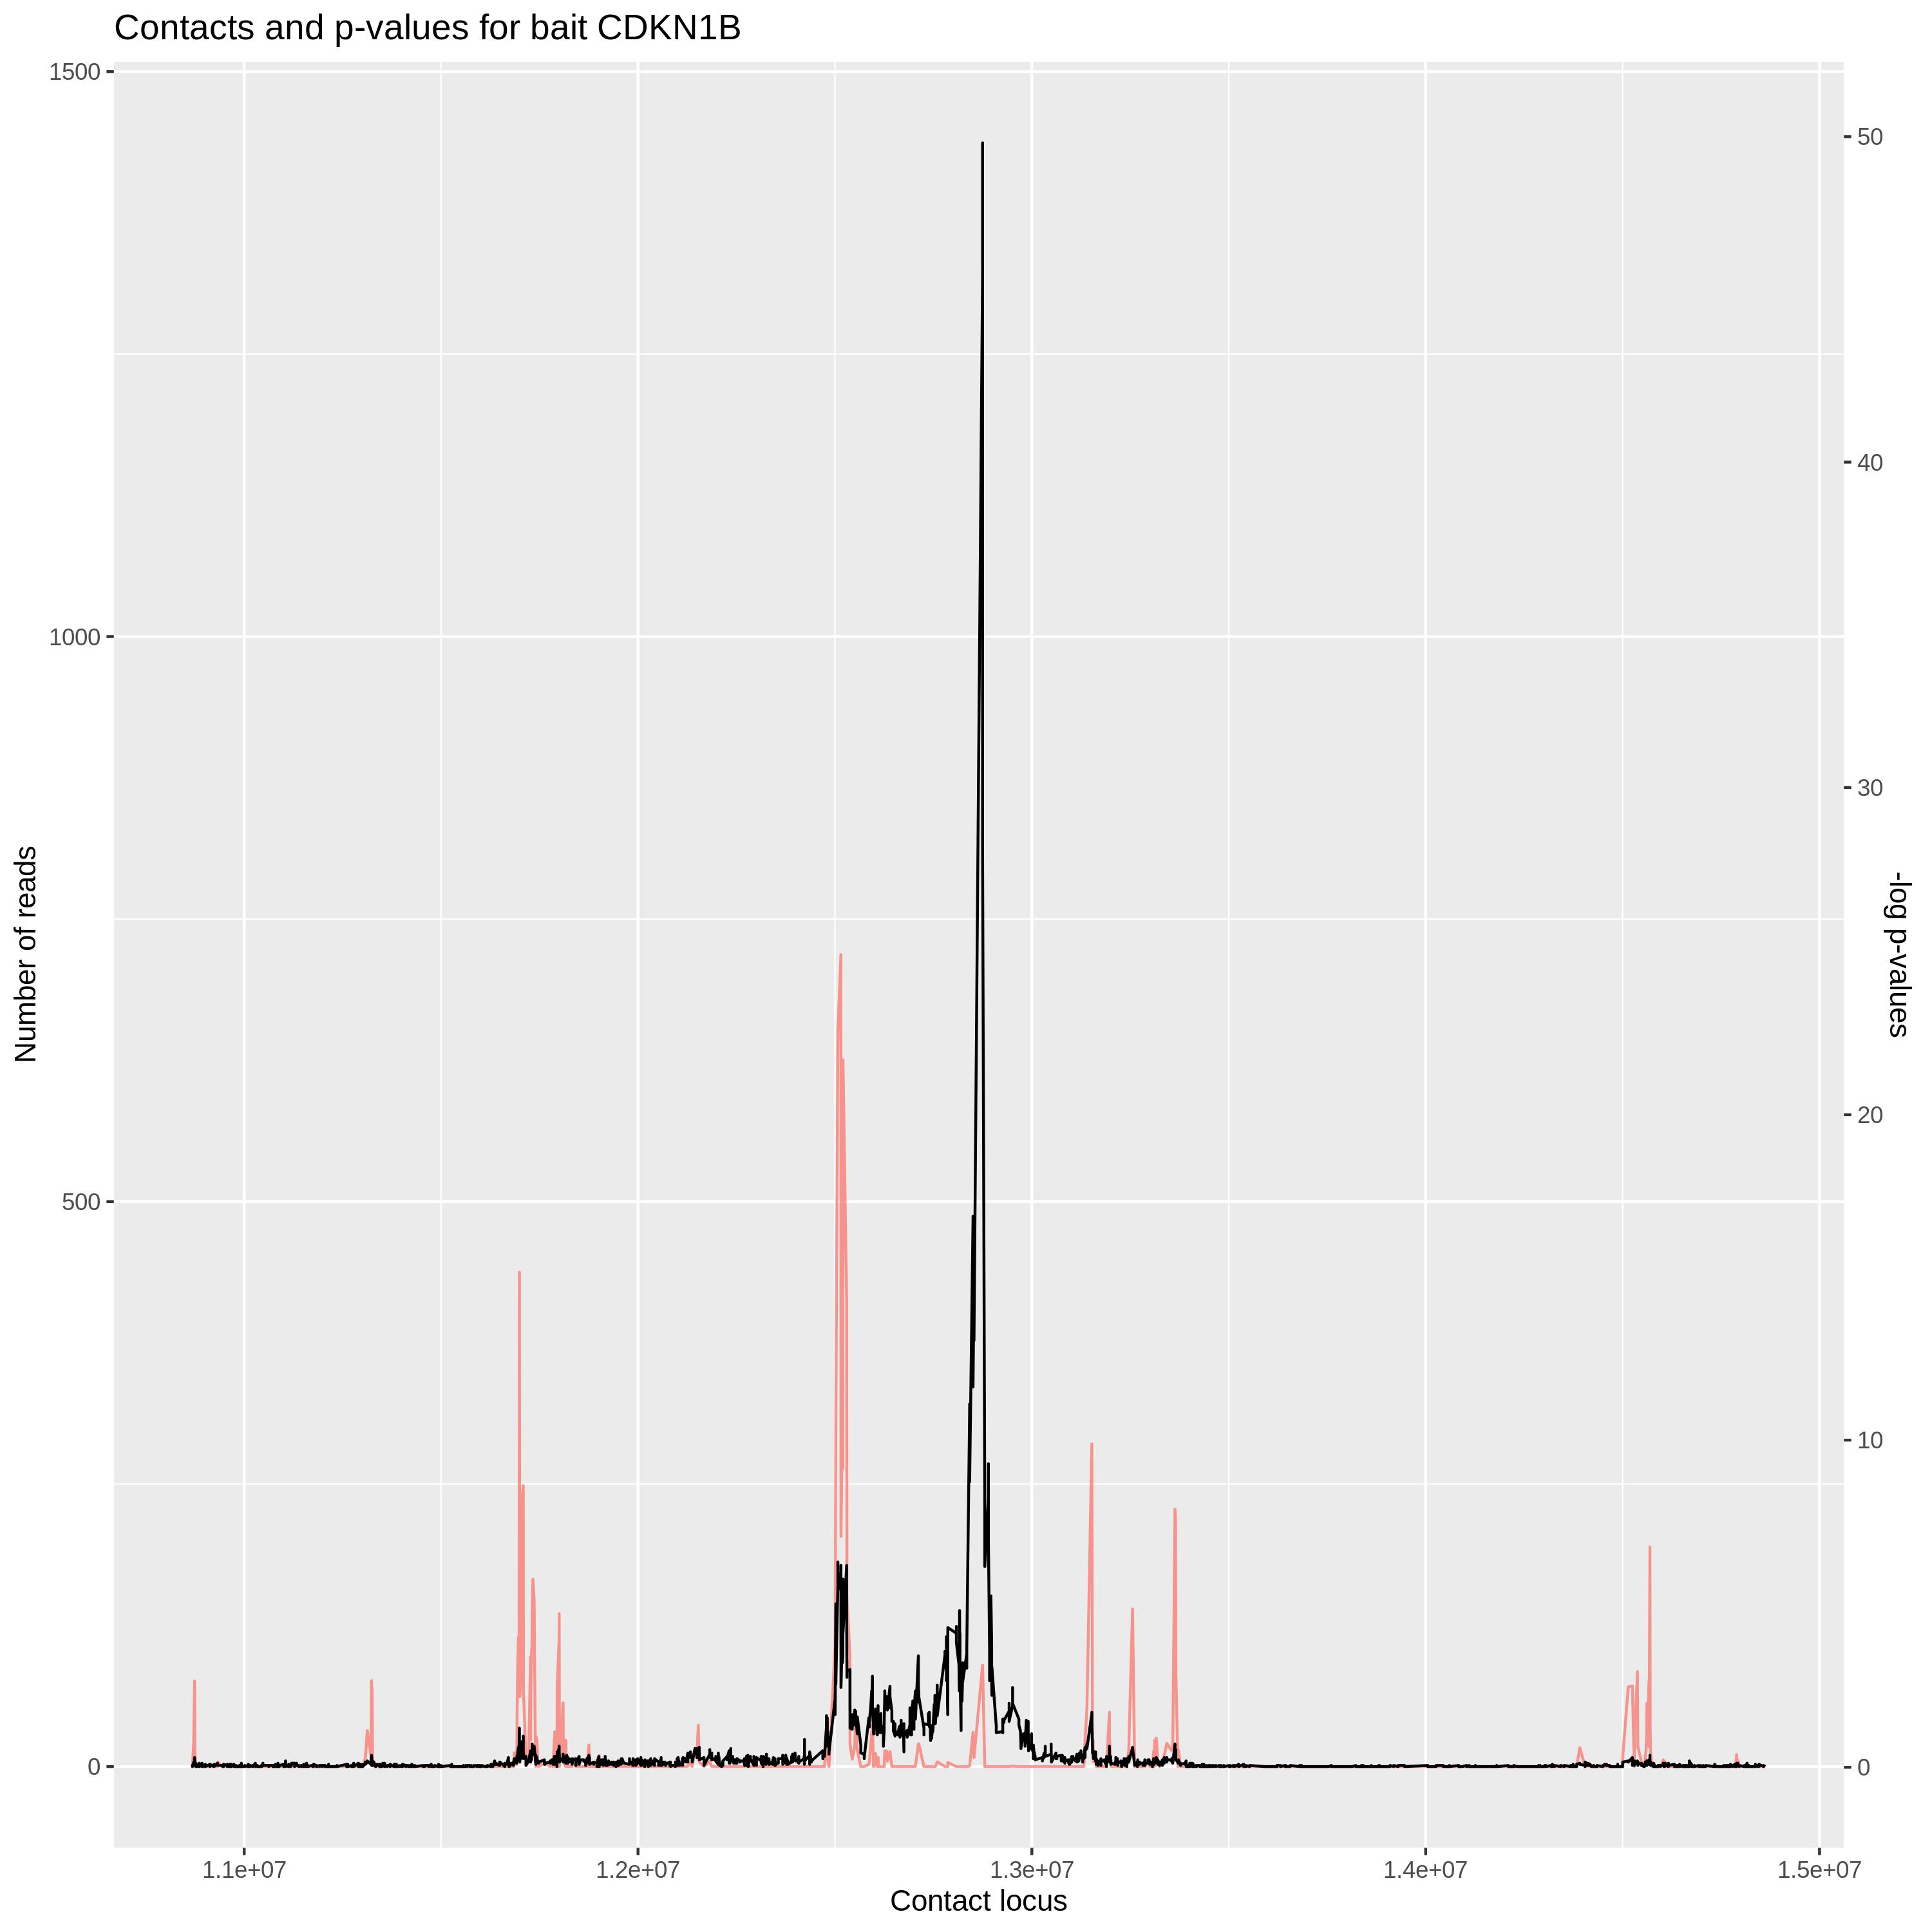 Contacts and p-values for bait CDKN1B
1500
1000
500
0
Number of reads
50
40
30
20
10
0
-log p-values
1.1e+07
1.2e+07
1.3e+07
1.4e+07
1.5e+07
Contact locus